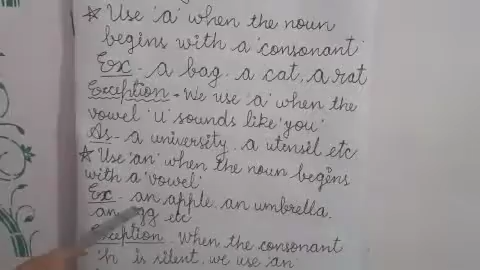 ☆ Use 'a' when the noun
begins with a 'consonant'
Ex - a bag, a cat, a rat
Exception - We use 'a' when the
vowel 'u' sounds like 'you'
As - a university, a utensil etc
☆ Use 'an' when the noun begins
with a 'vowel'
Ex - an apple, an umbrella,
an egg etc
Exception - When the consonant
'h' is silent, we use 'an'